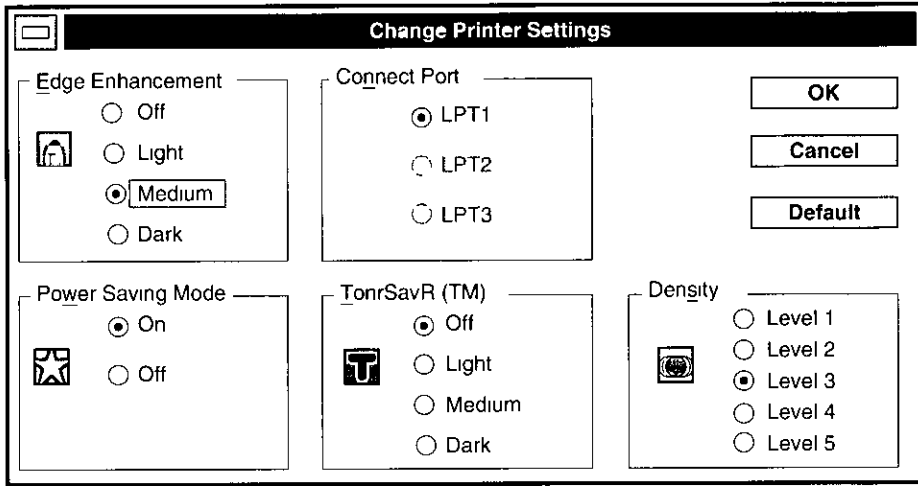 Change Printer Settings
Edge Enhancement
Off
Light
Medium
Dark
Connect Port
LPT1
LPT2
LPT3
OK
Cancel
Default
Power Saving Mode
On
Off
TonrSavR (TM)
T
Off
Light
Medium
Dark
Density
Level 1
Level 2
Level 3
Level 4
Level 5